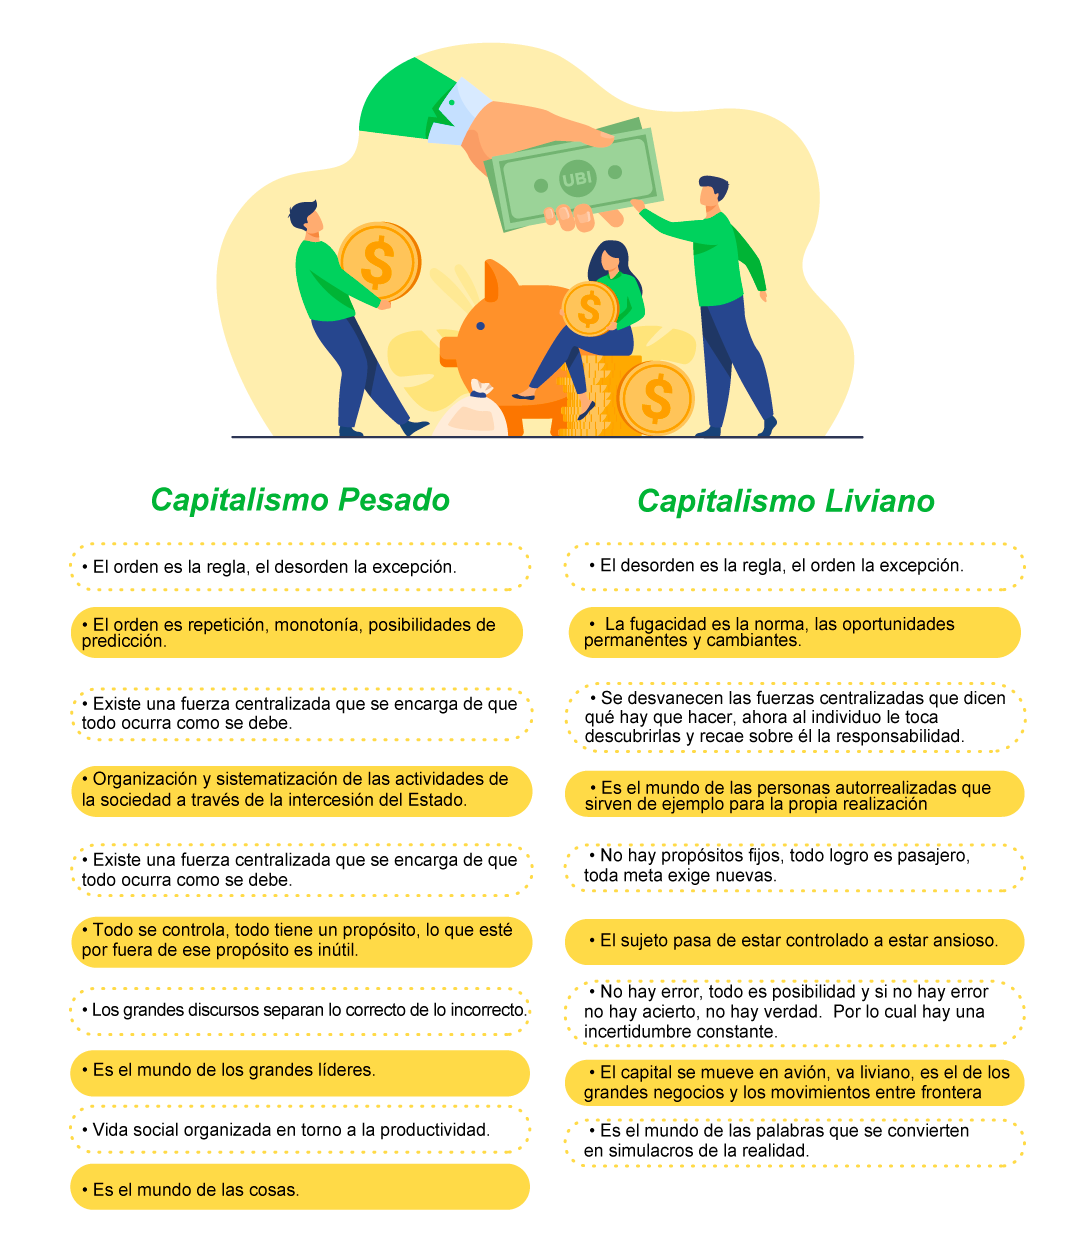 UBI
Capitalismo Pesado
• El orden es la regla, el desorden la excepción.
• El orden es repetición, monotonía, posibilidades de
predicción.
• Existe una fuerza centralizada que se encarga de que
todo ocurra como se debe.
• Organización y sistematización de las actividades de
la sociedad a través de la intercesión del Estado.
• Existe una fuerza centralizada que se encarga de que
todo ocurra como se debe.
• Todo se controla, todo tiene un propósito, lo que esté
por fuera de ese propósito es inútil.
• Los grandes discursos separan lo correcto de lo incorrecto.
• Es el mundo de los grandes líderes.
• Vida social organizada en torno a la productividad.
• Es el mundo de las cosas.
Capitalismo Liviano
• El desorden es la regla, el orden la excepción.
• La fugacidad es la norma, las oportunidades
permanentes y cambiantes.
• Se desvanecen las fuerzas centralizadas que dicen
qué hay que hacer, ahora al individuo le toca
descubrirlas y recae sobre él la responsabilidad.
• Es el mundo de las personas autorrealizadas que
sirven de ejemplo para la propia realización
• No hay propósitos fijos, todo logro es pasajero,
toda meta exige nuevas.
• El sujeto pasa de estar controlado a estar ansioso.
• No hay error, todo es posibilidad y si no hay error
no hay acierto, no hay verdad. Por lo cual hay una
incertidumbre constante.
• El capital se mueve en avión, va liviano, es el de los
grandes negocios y los movimientos entre frontera
• Es el mundo de las palabras que se convierten
en simulacros de la realidad.
$
$
$